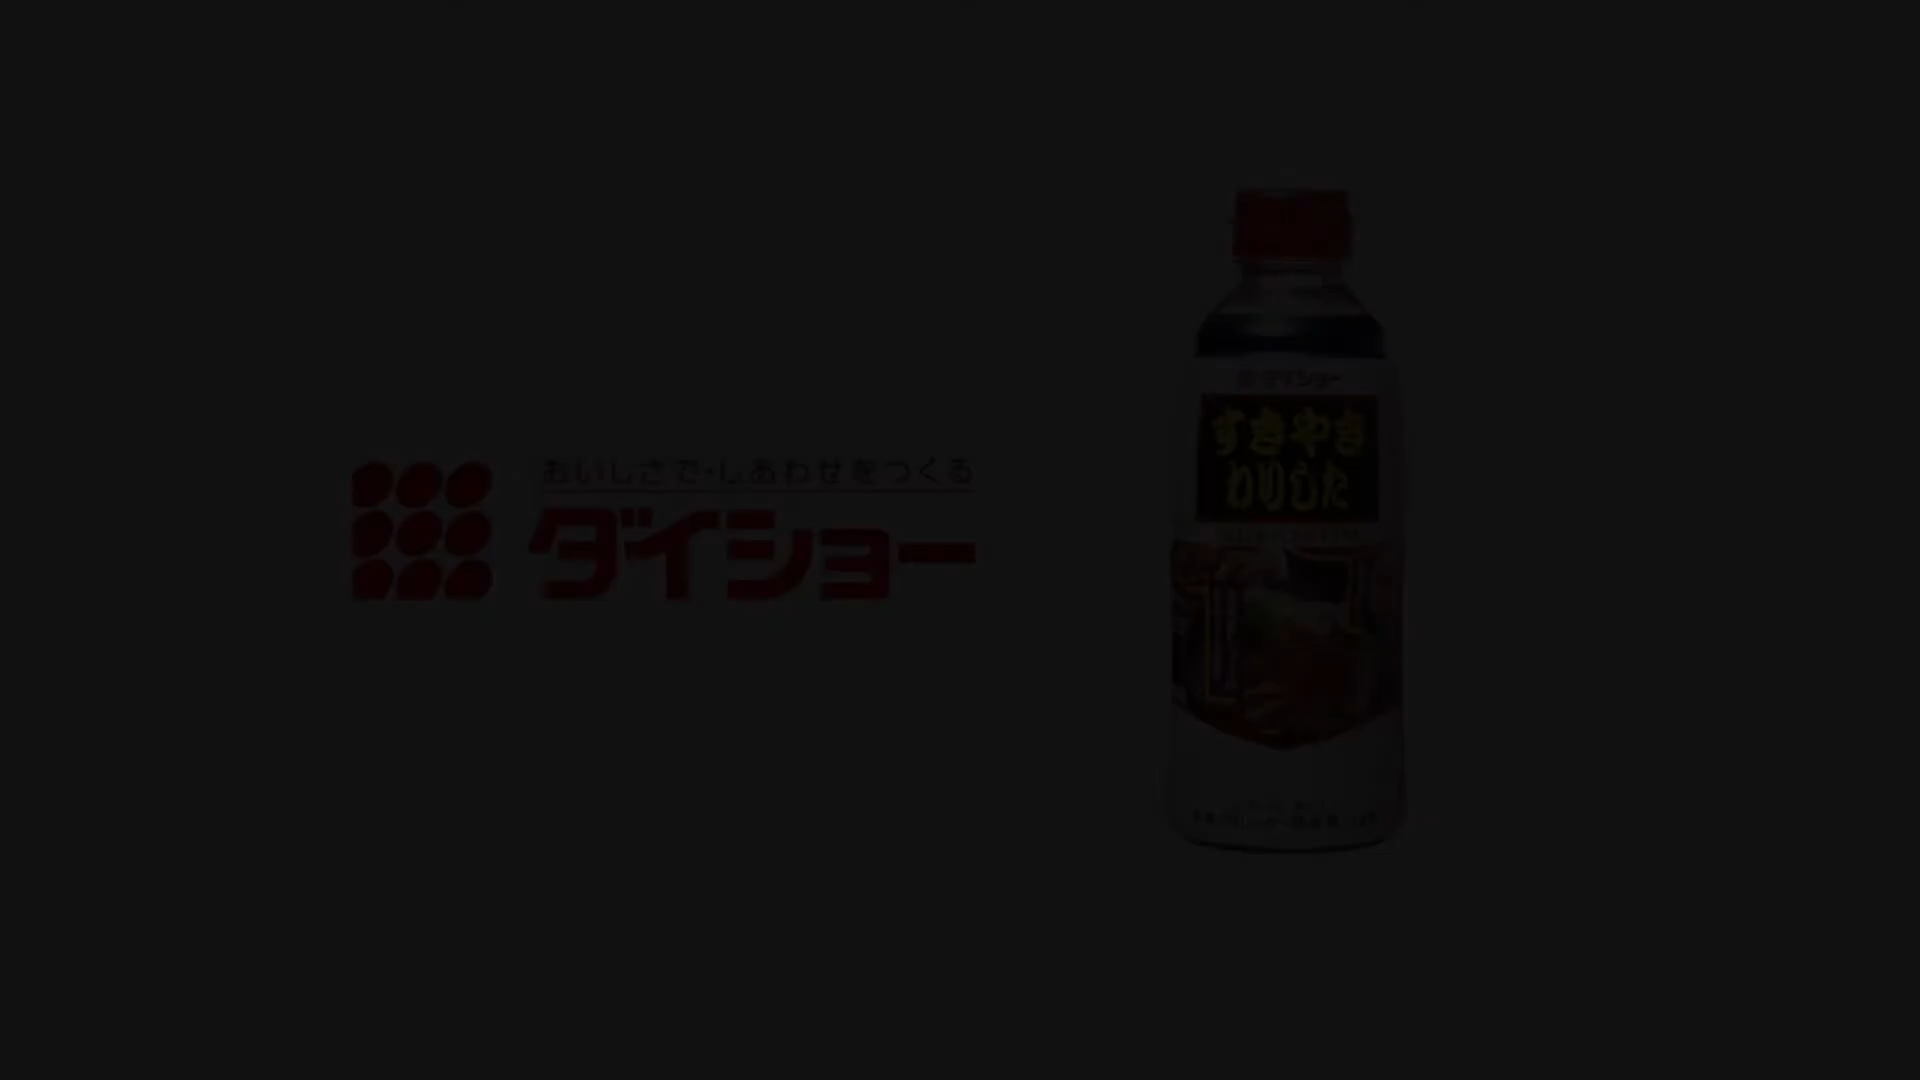 おいしさで・しあわせをつくる
ダイショー
ダイショー
すきやき
わりした